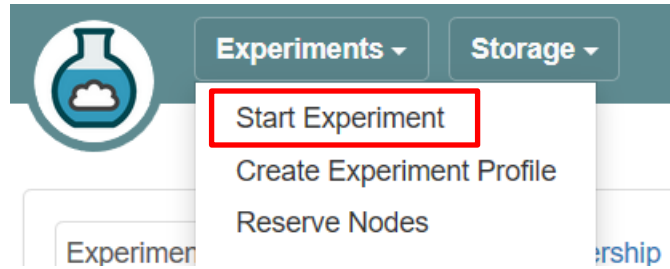 Experiments Storage
Start Experiment
Create Experiment Profile
Reserve Nodes